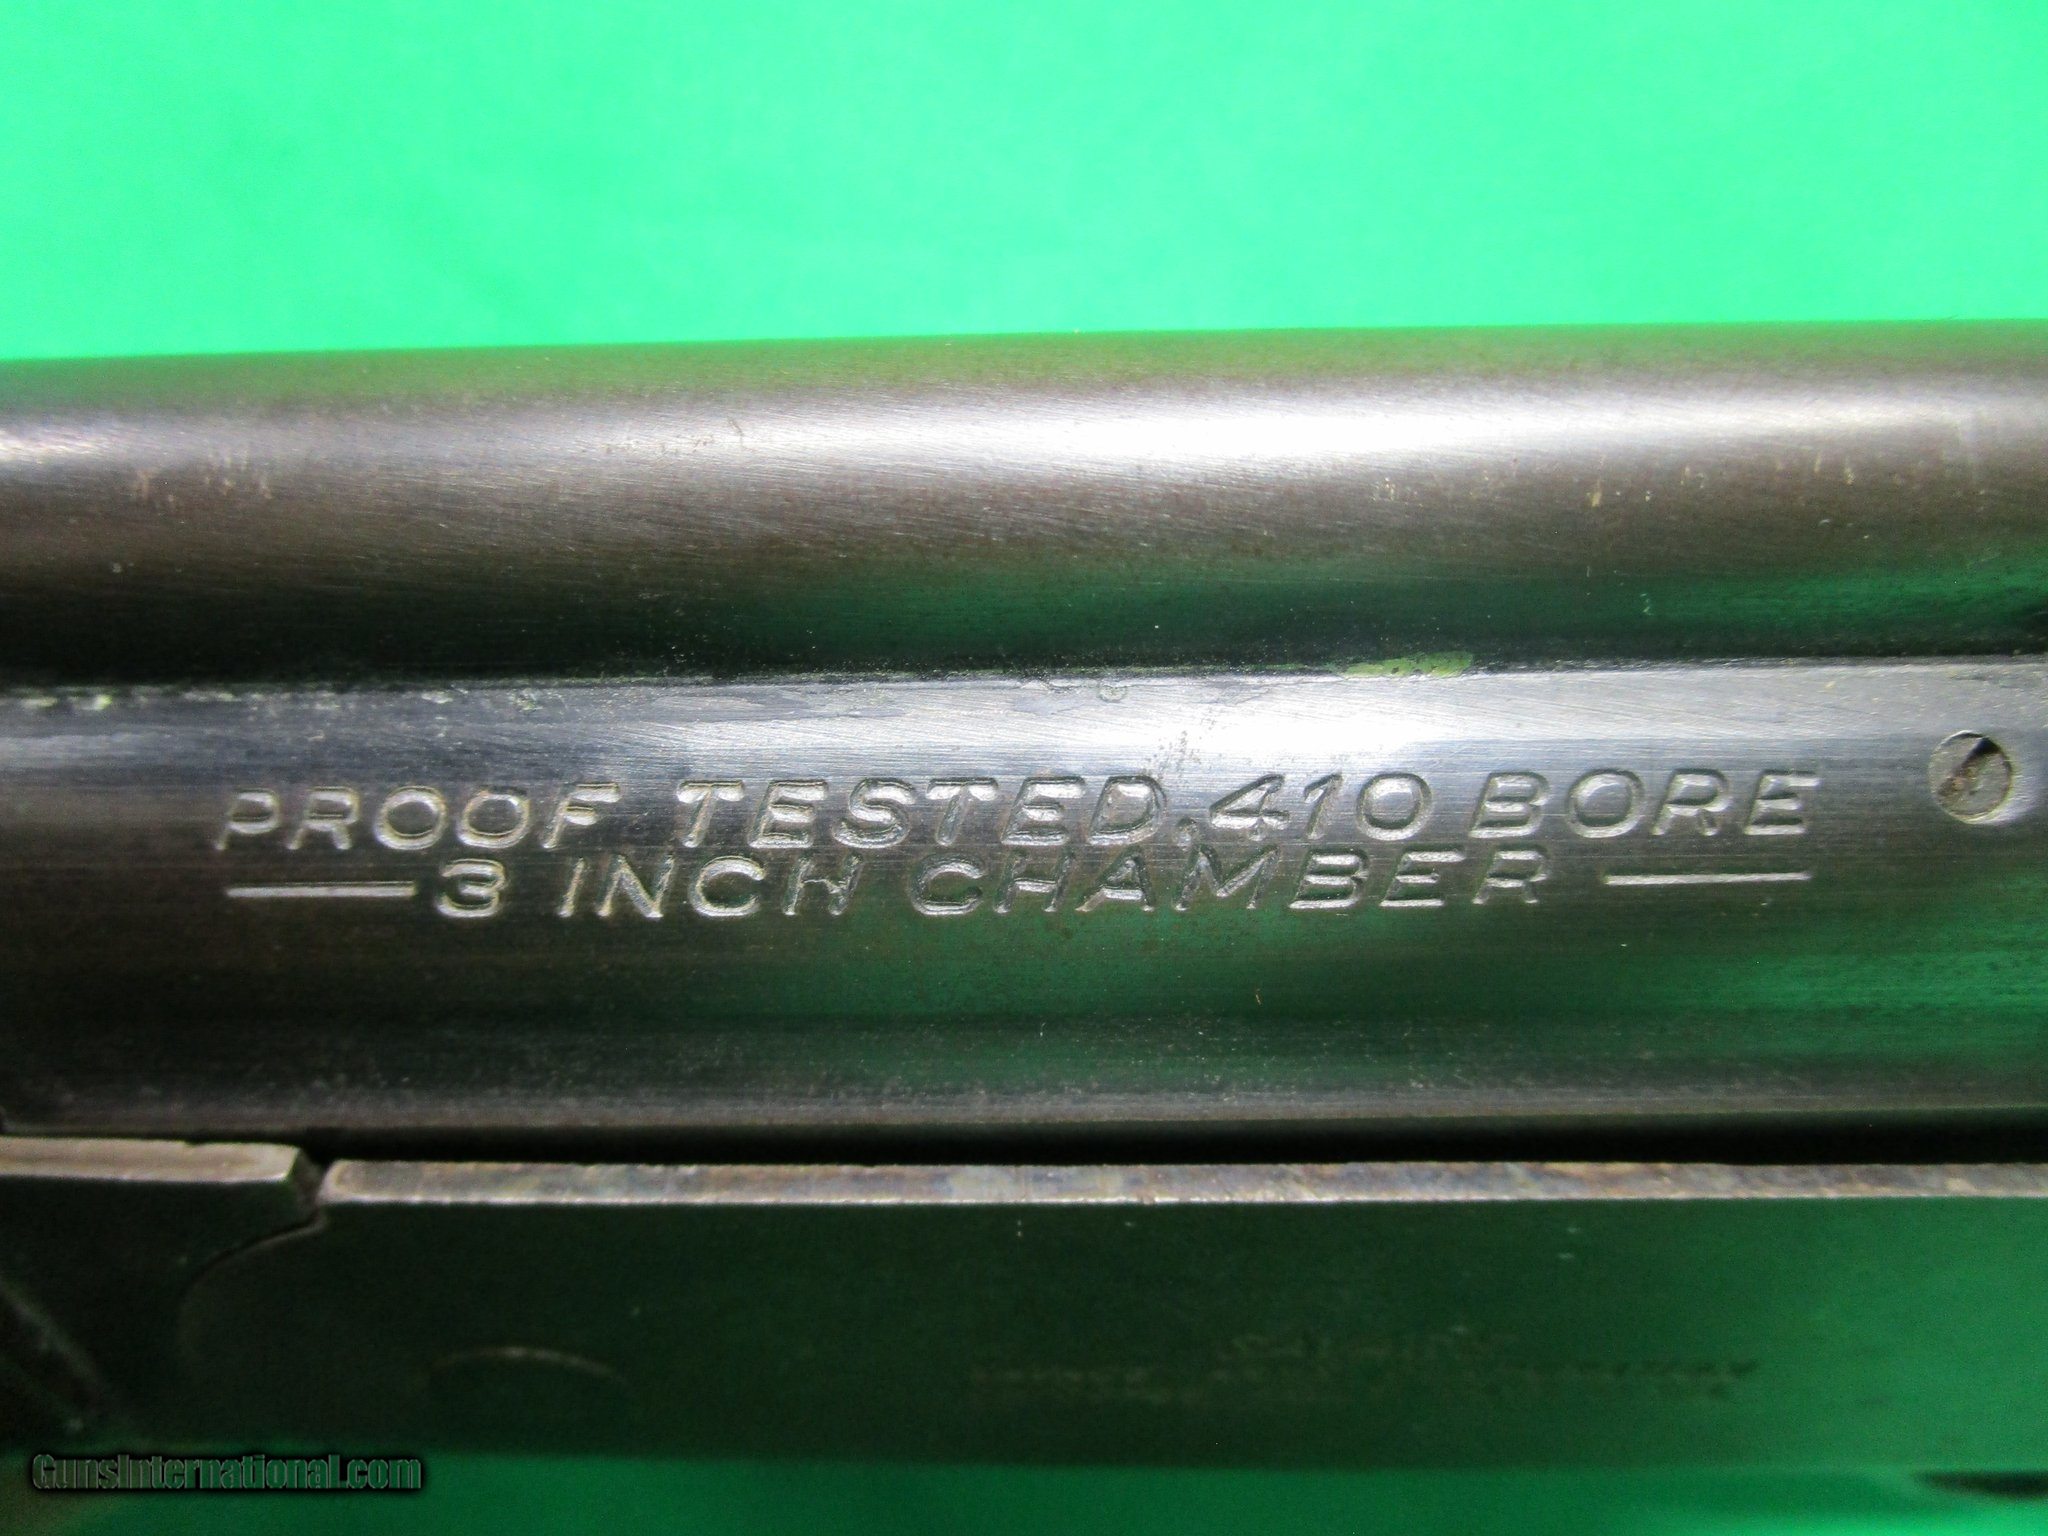 PROOF TESTED, .410 BORE
3 INCH CHAMBER
GunsInternational.com